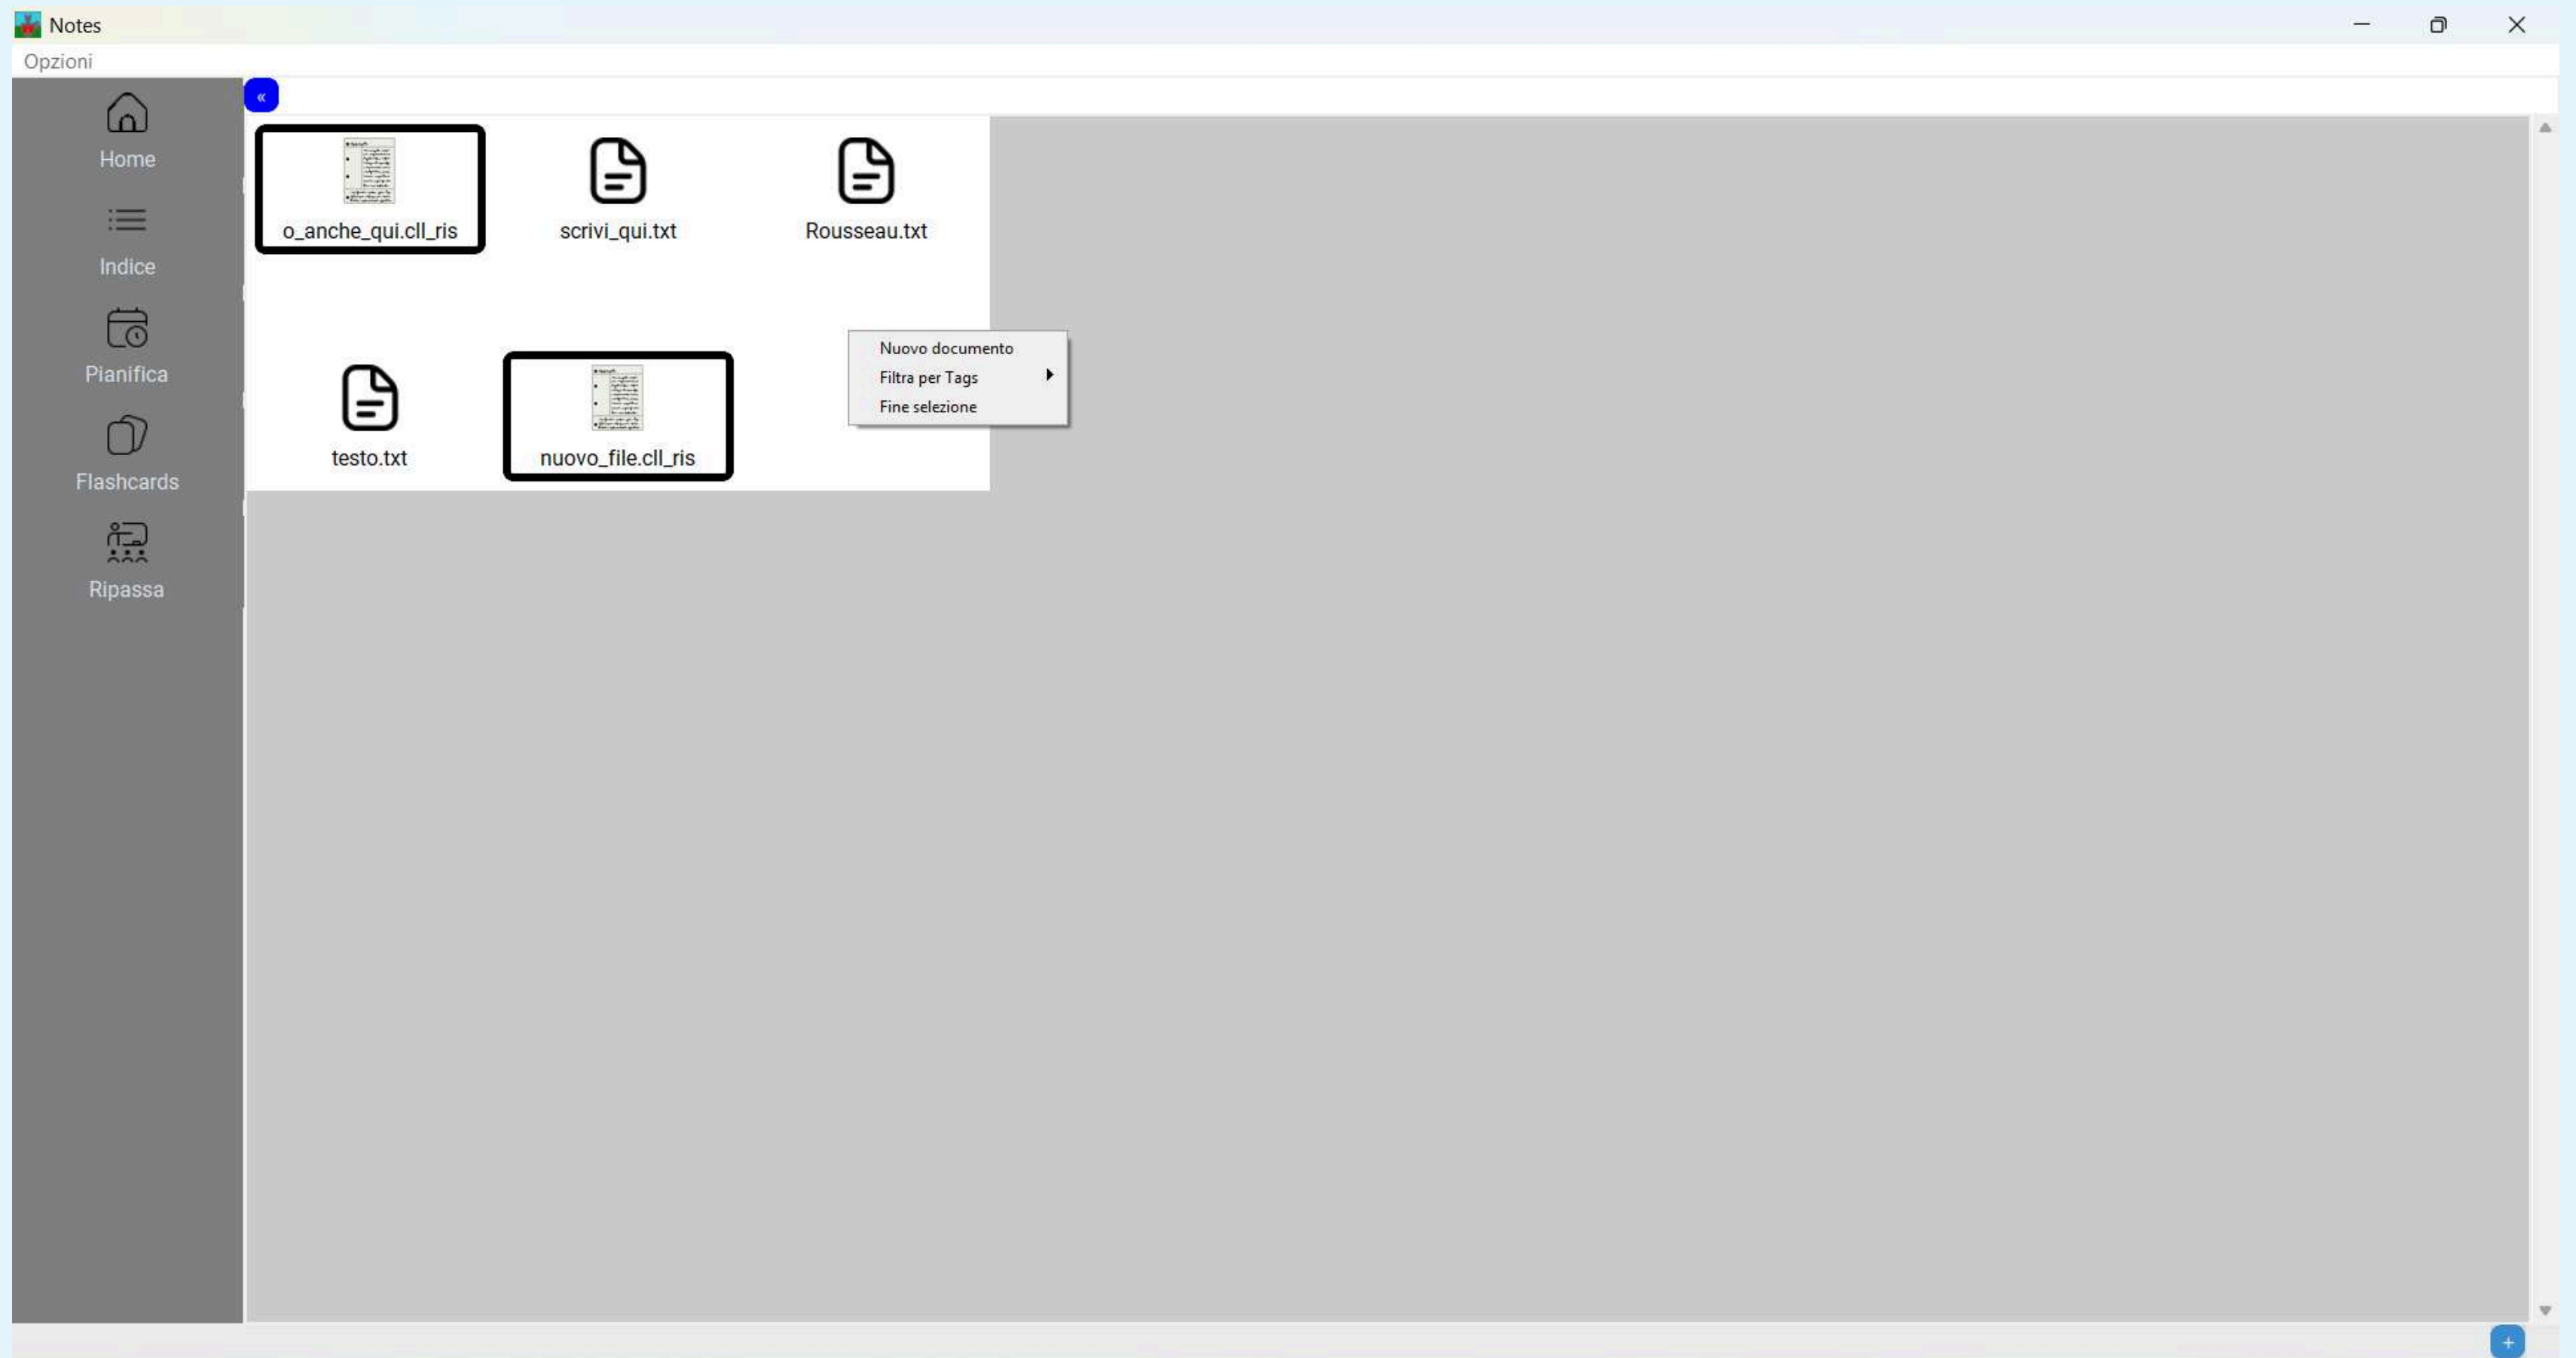 Notes
Opzioni
«
Home
Indice
Pianifica
Flashcards
Ripassa
o_anche_qui.cll_ris
scrivi_qui.txt
Rousseau.txt
testo.txt
nuovo_file.cll_ris
Nuovo documento
Filtra per Tags
Fine selezione
+